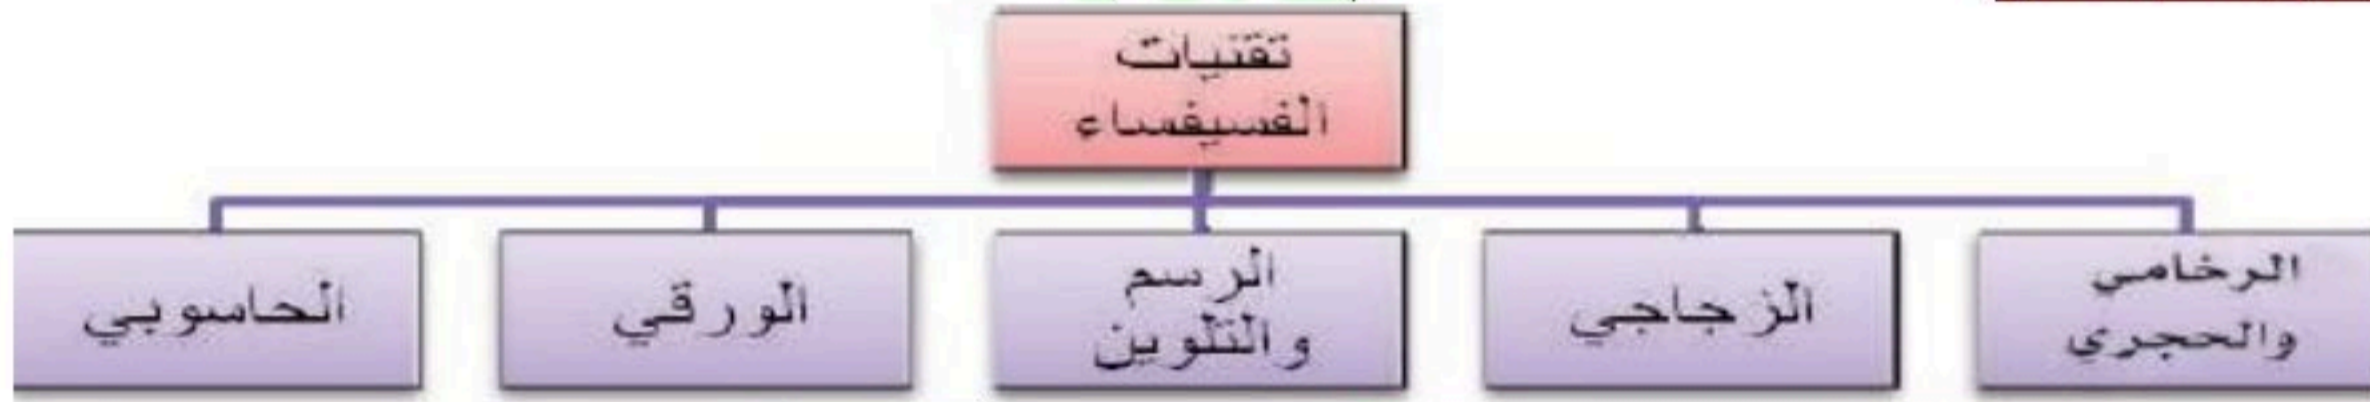 تقنيات
الفسيفساء
الرخامي
والحجري
الزجاجي
الرسم
والتلوين
الورقي
الحاسوبي